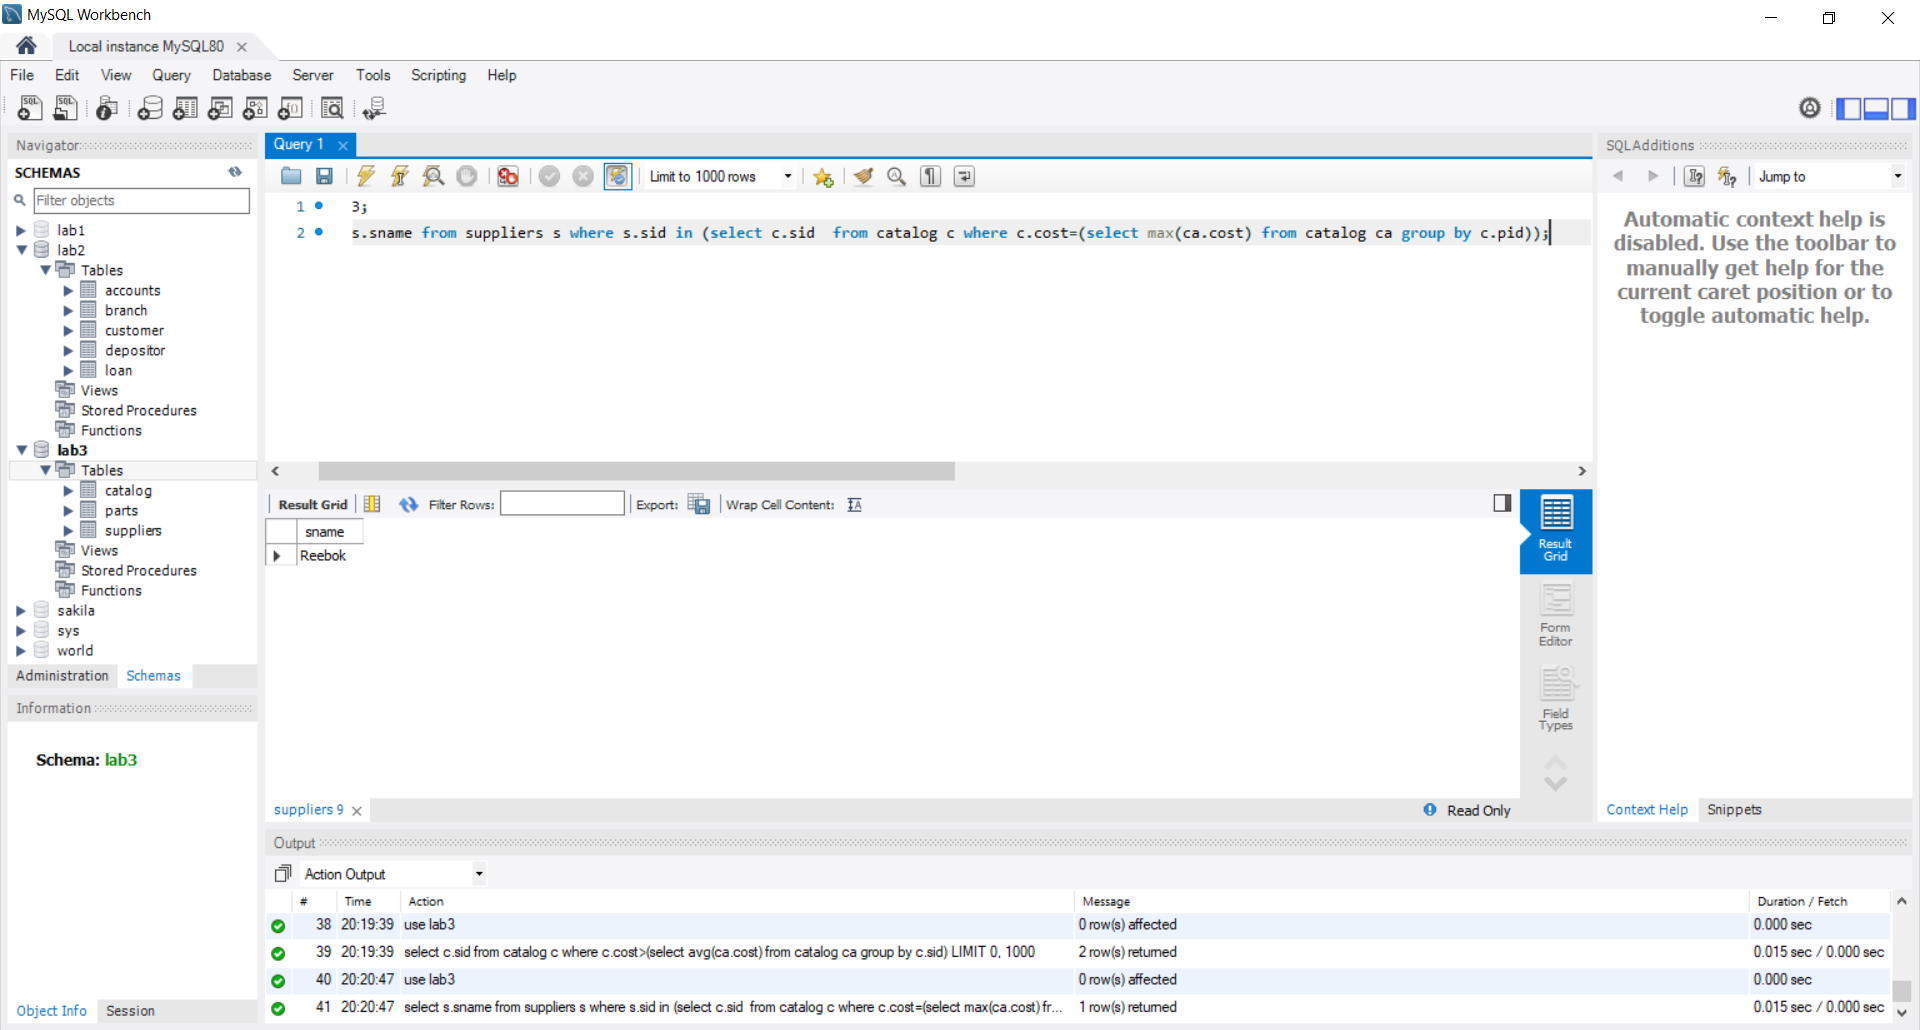 MySQL Workbench
Local instance MySQL80
File Edit View Query Database Server Tools Scripting Help
Navigator
SCHEMAS
Filter objects
lab1
lab2
Tables
accounts
branch
customer
depositor
loan
Views
Stored Procedures
Functions
lab3
Tables
catalog
parts
suppliers
Views
Stored Procedures
Functions
sakila
sys
world
Administration Schemas
Information
Schema: lab3
Object Info Session
Query 1
Limit to 1000 rows
1 3;
2 s.sname from suppliers s where s.sid in (select c.sid  from catalog c where c.cost=(select max(ca.cost) from catalog ca group by c.pid));
Result Grid Filter Rows: Export: Wrap Cell Content:
sname
Reebok
Result Grid
Form Editor
Field Types
suppliers 9
Read Only
SQLAdditions
Jump to
Automatic context help is
disabled. Use the toolbar to
manually get help for the
current caret position or to
toggle automatic help.
Context Help Snippets
Output
Action Output
# Time Action Message Duration / Fetch
38 20:19:39 use lab3 0 row(s) affected 0.000 sec
39 20:19:39 select c.sid from catalog c where c.cost>(select avg(ca.cost) from catalog ca group by c.sid) LIMIT 0, 1000 2 row(s) returned 0.015 sec / 0.000 sec
40 20:20:47 use lab3 0 row(s) affected 0.000 sec
41 20:20:47 select s.sname from suppliers s where s.sid in (select c.sid  from catalog c where c.cost=(select max(ca.cost) fr... 1 row(s) returned 0.015 sec / 0.000 sec